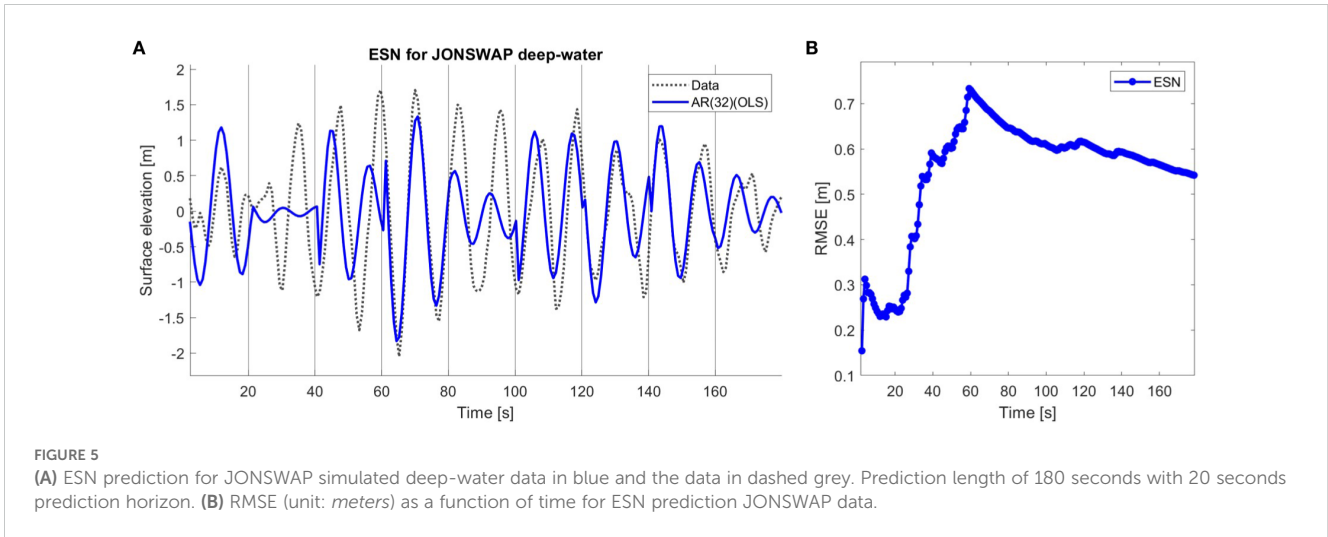 A
ESN for JONSWAP deep-water
Data
AR(32)(OLS)
2
1.5
1
0.5
0
-0.5
-1
-1.5
-2
Surface elevation [m]
20 40 60 80 100 120 140 160
Time [s]
B
ESN
0.7
0.6
0.5
0.4
0.3
0.2
0.1
RMSE [m]
20 40 60 80 100 120 140 160
Time [s]
FIGURE 5
(A) ESN prediction for JONSWAP simulated deep-water data in blue and the data in dashed grey. Prediction length of 180 seconds with 20 seconds
prediction horizon. (B) RMSE (unit: meters) as a function of time for ESN prediction JONSWAP data.